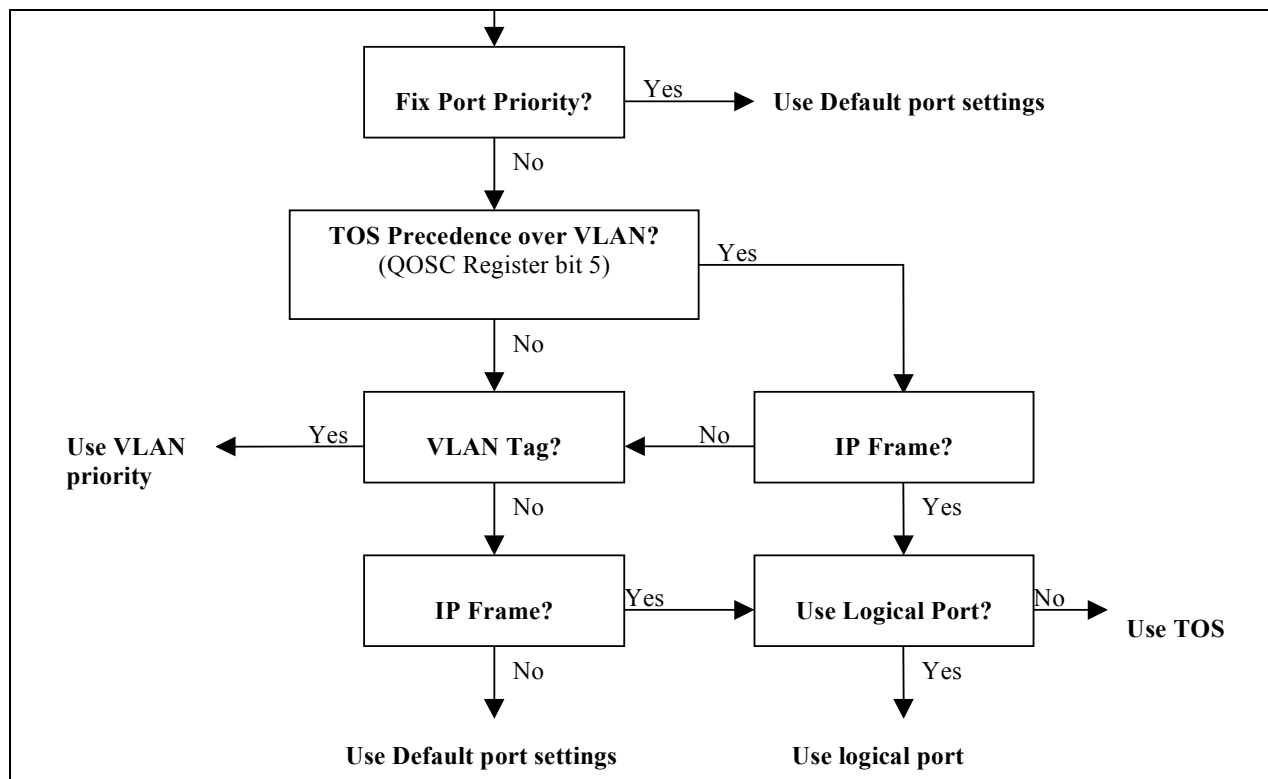 Fix Port Priority?
Yes
Use Default port settings
No
TOS Precedence over VLAN?
(QOSC Register bit 5)
Yes
No
Use VLAN
priority
Yes
VLAN Tag?
No
IP Frame?
No
Yes
IP Frame?
Yes
Use Logical Port?
No
Use TOS
No
Yes
Use Default port settings
Use logical port